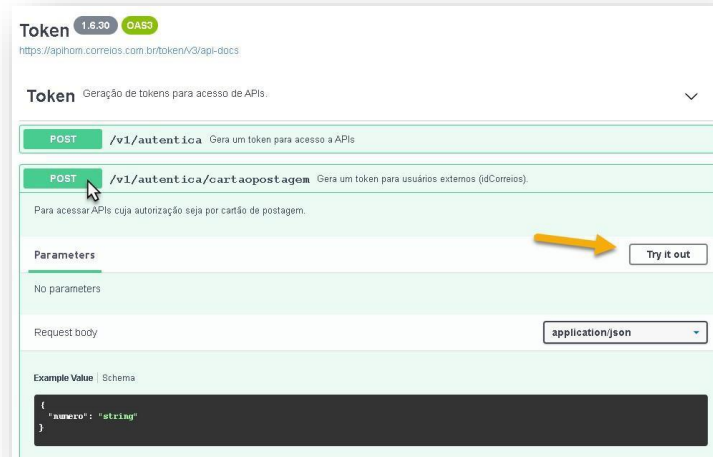 Token 1.6.30 OAS3
https://apihom.correios.com.br/token/v3/api-docs
Token Geração de tokens para acesso de APIs.
POST /v1/autentica Gera um token para acesso a APIs
POST /v1/autentica/cartaopostagem Gera um token para usuários externos (idCorreios).
Para acessar APIs cuja autorização seja por cartão de postagem.
Parameters Try it out
No parameters
Request body application/json
Example Value | Schema
{
"numero": "string"
}